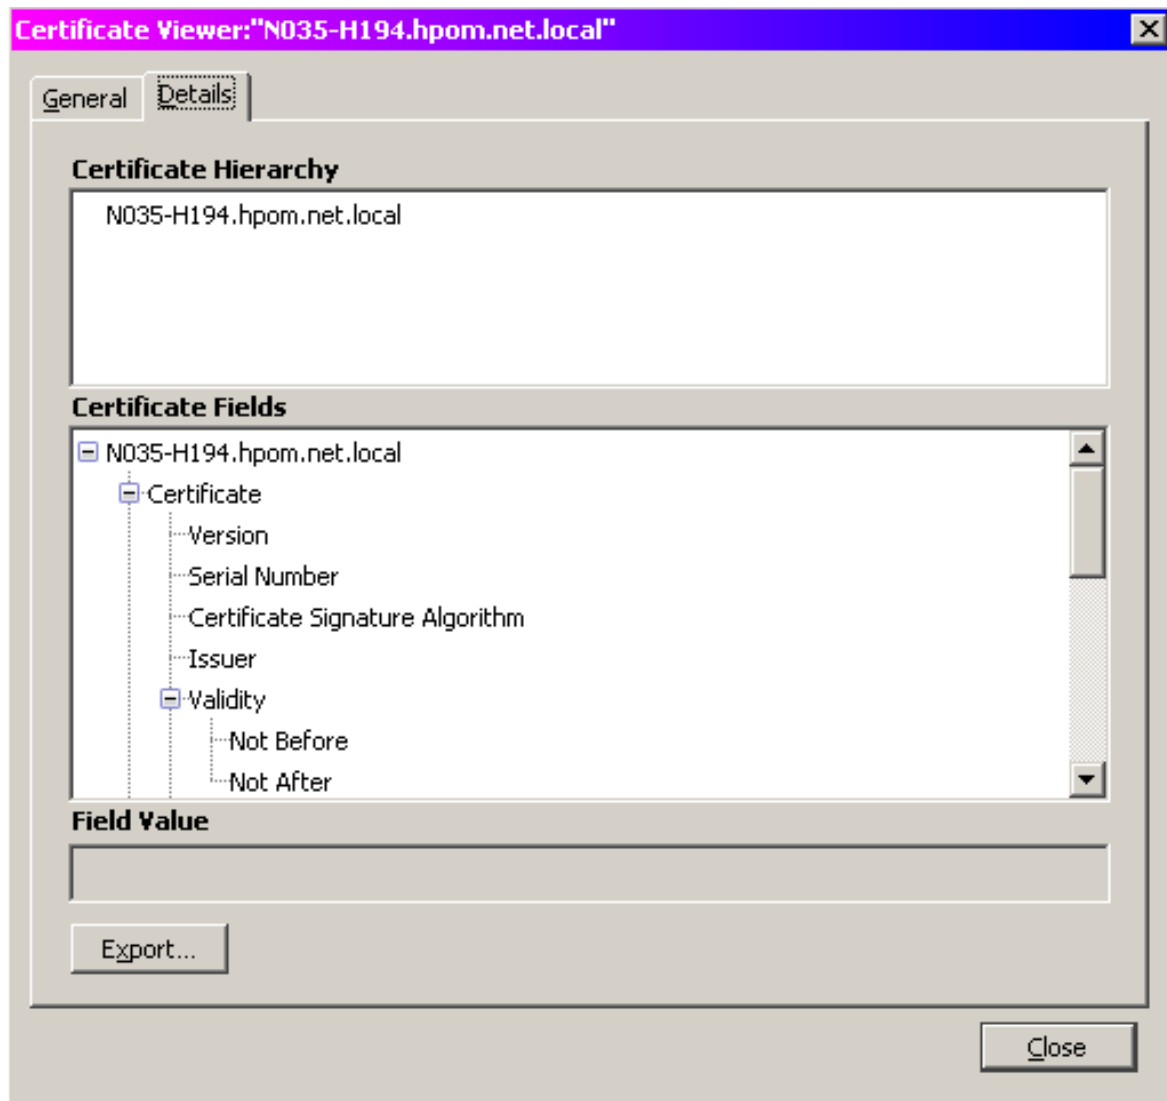 Certificate Viewer:"N035-H194.hpom.net.local"
General Details
Certificate Hierarchy
N035-H194.hpom.net.local
Certificate Fields
N035-H194.hpom.net.local
Certificate
Version
Serial Number
Certificate Signature Algorithm
Issuer
Validity
Not Before
Not After
Field Value
Export...
Close